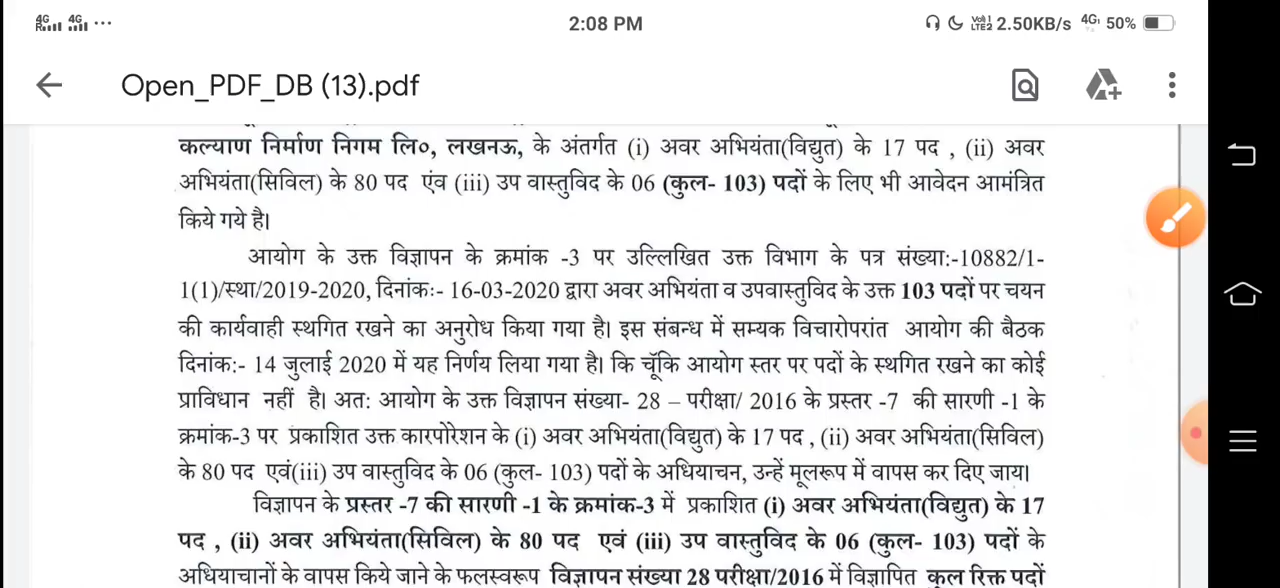 4G R 4G ...
2:08 PM
Vo) 1 LTE2 2.50KB/s 4G 50%
Open_PDF_DB (13).pdf
कल्याण निर्माण निगम लि०, लखनऊ, के अंतर्गत (i) अवर अभियंता(विद्युत) के 17 पद , (ii) अवर
अभियंता(सिविल) के 80 पद एंव (iii) उप वास्तुविद के 06 (कुल- 103) पदों के लिए भी आवेदन आमंत्रित
किये गये है।
आयोग के उक्त विज्ञापन के क्रमांक -3 पर उल्लिखित उक्त विभाग के पत्र संख्या:-10882/1-
1(1)/स्था/2019-2020, दिनांकः- 16-03-2020 द्वारा अवर अभियंता व उपवास्तुविद के उक्त 103 पदों पर चयन
की कार्यवाही स्थगित रखने का अनुरोध किया गया है। इस संबन्ध में सम्यक विचारोपरांत आयोग की बैठक
दिनांकः- 14 जुलाई 2020 में यह निर्णय लिया गया है। कि चूॅकि आयोग स्तर पर पदों के स्थगित रखने का कोई
प्राविधान नहीं है। अत: आयोग के उक्त विज्ञापन संख्या- 28 – परीक्षा/ 2016 के प्रस्तर -7 की सारणी -1 के
क्रमांक-3 पर प्रकाशित उक्त कारपोरेशन के (i) अवर अभियंता(विद्युत) के 17 पद , (ii) अवर अभियंता(सिविल)
के 80 पद एवं(iii) उप वास्तुविद के 06 (कुल- 103) पदों के अधियाचन, उन्हें मूलरूप में वापस कर दिए जाय।
विज्ञापन के प्रस्तर -7 की सारणी -1 के क्रमांक-3 में प्रकाशित (i) अवर अभियंता(विद्युत) के 17
पद , (ii) अवर अभियंता(सिविल) के 80 पद एवं (iii) उप वास्तुविद के 06 (कुल- 103) पदों के
अधियाचानों के वापस किये जाने के फलस्वरूप विज्ञापन संख्या 28 परीक्षा/2016 में विज्ञापित कुल रिक्त पदों